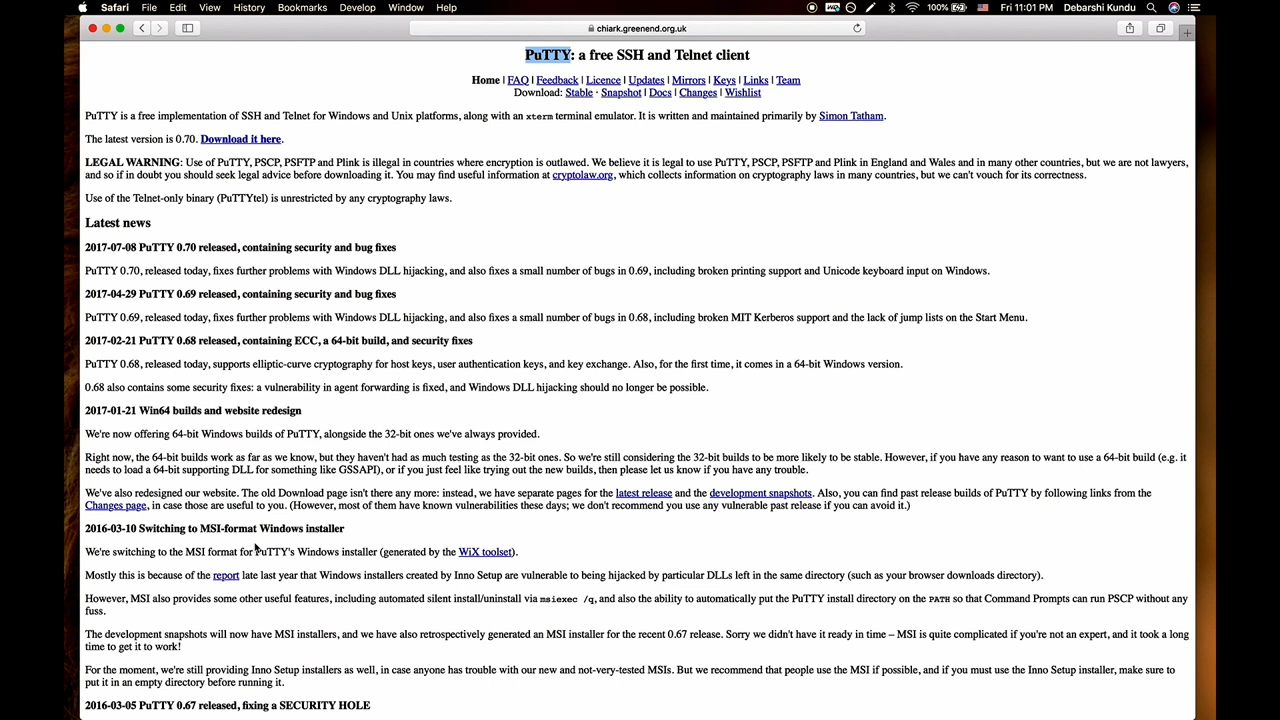 Safari File Edit View History Bookmarks Develop Window Help 100% Fri 11:01 PM Debarshi Kundu
chiark.greenend.org.uk
PuTTY: a free SSH and Telnet client
Home | FAQ | Feedback | Licence | Updates | Mirrors | Keys | Links | Team
Download: Stable · Snapshot | Docs | Changes | Wishlist
PuTTY is a free implementation of SSH and Telnet for Windows and Unix platforms, along with an xterm terminal emulator. It is written and maintained primarily by Simon Tatham.
The latest version is 0.70. Download it here.
LEGAL WARNING: Use of PuTTY, PSCP, PSFTP and Plink is illegal in countries where encryption is outlawed. We believe it is legal to use PuTTY, PSCP, PSFTP and Plink in England and Wales and in many other countries, but we are not lawyers,
and so if in doubt you should seek legal advice before downloading it. You may find useful information at cryptolaw.org, which collects information on cryptography laws in many countries, but we can't vouch for its correctness.
Use of the Telnet-only binary (PuTTYtel) is unrestricted by any cryptography laws.
Latest news
2017-07-08 PuTTY 0.70 released, containing security and bug fixes
PuTTY 0.70, released today, fixes further problems with Windows DLL hijacking, and also fixes a small number of bugs in 0.69, including broken printing support and Unicode keyboard input on Windows.
2017-04-29 PuTTY 0.69 released, containing security and bug fixes
PuTTY 0.69, released today, fixes further problems with Windows DLL hijacking, and also fixes a small number of bugs in 0.68, including broken MIT Kerberos support and the lack of jump lists on the Start Menu.
2017-02-21 PuTTY 0.68 released, containing ECC, a 64-bit build, and security fixes
PuTTY 0.68, released today, supports elliptic-curve cryptography for host keys, user authentication keys, and key exchange. Also, for the first time, it comes in a 64-bit Windows version.
0.68 also contains some security fixes: a vulnerability in agent forwarding is fixed, and Windows DLL hijacking should no longer be possible.
2017-01-21 Win64 builds and website redesign
We're now offering 64-bit Windows builds of PuTTY, alongside the 32-bit ones we've always provided.
Right now, the 64-bit builds work as far as we know, but they haven't had as much testing as the 32-bit ones. So we're still considering the 32-bit builds to be more likely to be stable. However, if you have any reason to want to use a 64-bit build (e.g. it
needs to load a 64-bit supporting DLL for something like GSSAPI), or if you just feel like trying out the new builds, then please let us know if you have any trouble.
We've also redesigned our website. The old Download page isn't there any more: instead, we have separate pages for the latest release and the development snapshots. Also, you can find past release builds of PuTTY by following links from the
Changes page, in case those are useful to you. (However, most of them have known vulnerabilities these days; we don't recommend you use any vulnerable past release if you can avoid it.)
2016-03-10 Switching to MSI-format Windows installer
We're switching to the MSI format for PuTTY's Windows installer (generated by the WiX toolset).
Mostly this is because of the report late last year that Windows installers created by Inno Setup are vulnerable to being hijacked by particular DLLs left in the same directory (such as your browser downloads directory).
However, MSI also provides some other useful features, including automated silent install/uninstall via msiexec /q, and also the ability to automatically put the PuTTY install directory on the PATH so that Command Prompts can run PSCP without any
fuss.
The development snapshots will now have MSI installers, and we have also retrospectively generated an MSI installer for the recent 0.67 release. Sorry we didn't have it ready in time – MSI is quite complicated if you're not an expert, and it took a long
time to get it to work!
For the moment, we're still providing Inno Setup installers as well, in case anyone has trouble with our new and not-very-tested MSIs. But we recommend that people use the MSI if possible, and if you must use the Inno Setup installer, make sure to
put it in an empty directory before running it.
2016-03-05 PuTTY 0.67 released, fixing a SECURITY HOLE